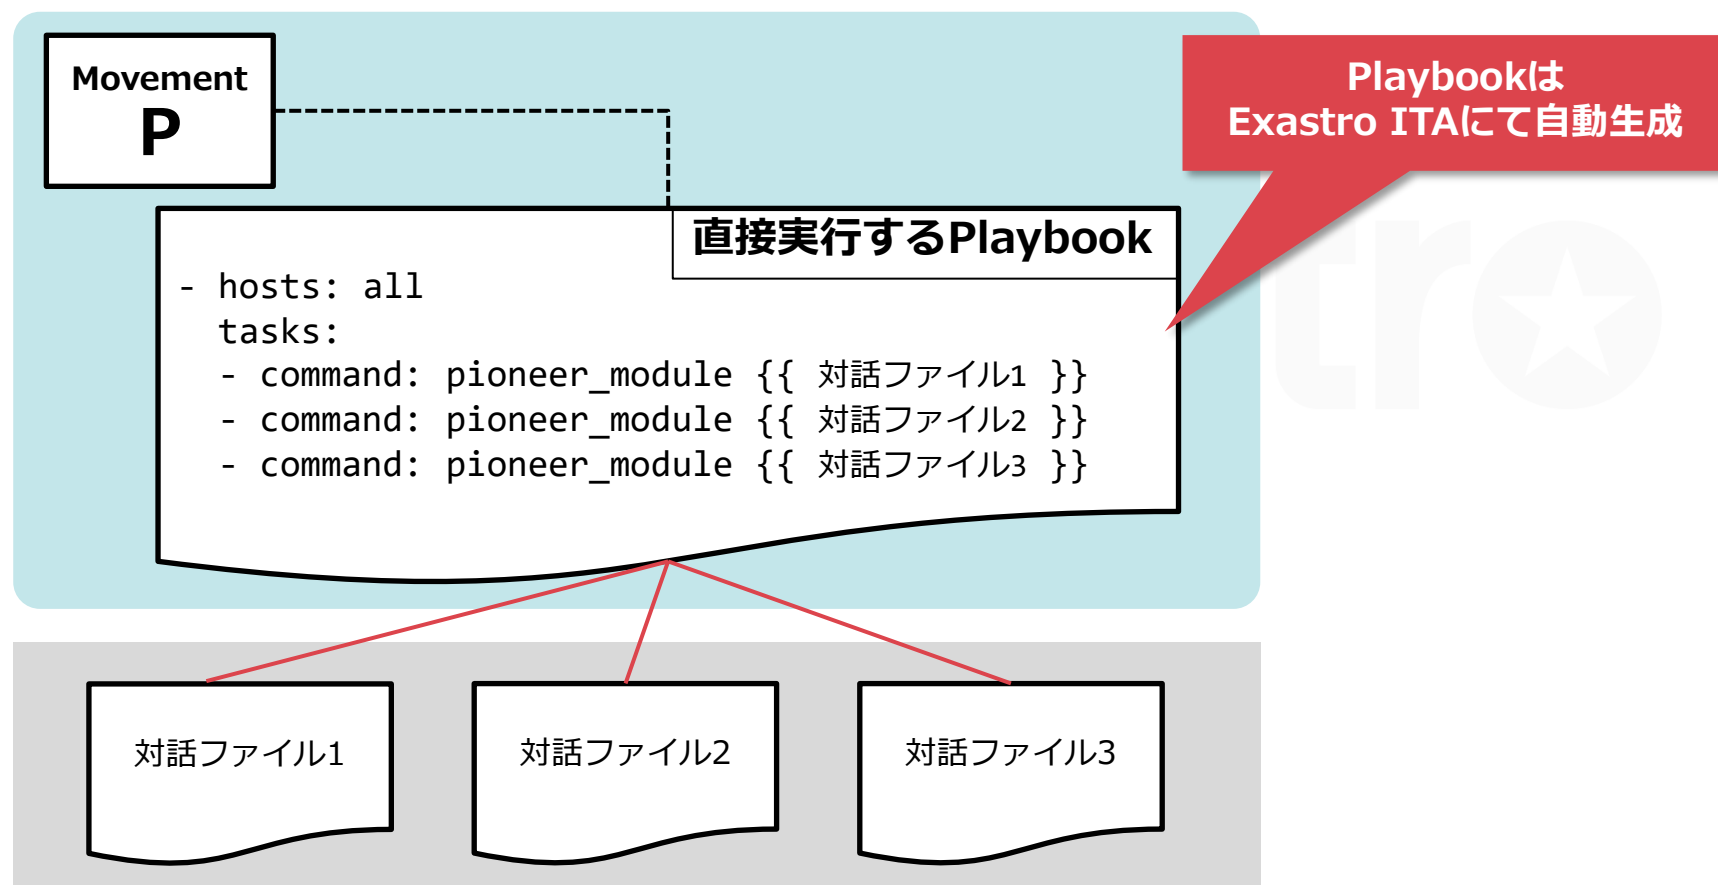 Movement
P
Playbookは
Exastro ITAにて自動生成
直接実行するPlaybook
- hosts: all
  tasks:
  - command: pioneer_module {{ 対話ファイル1 }}
  - command: pioneer_module {{ 対話ファイル2 }}
  - command: pioneer_module {{ 対話ファイル3 }}
tr
対話ファイル1
対話ファイル2
対話ファイル3